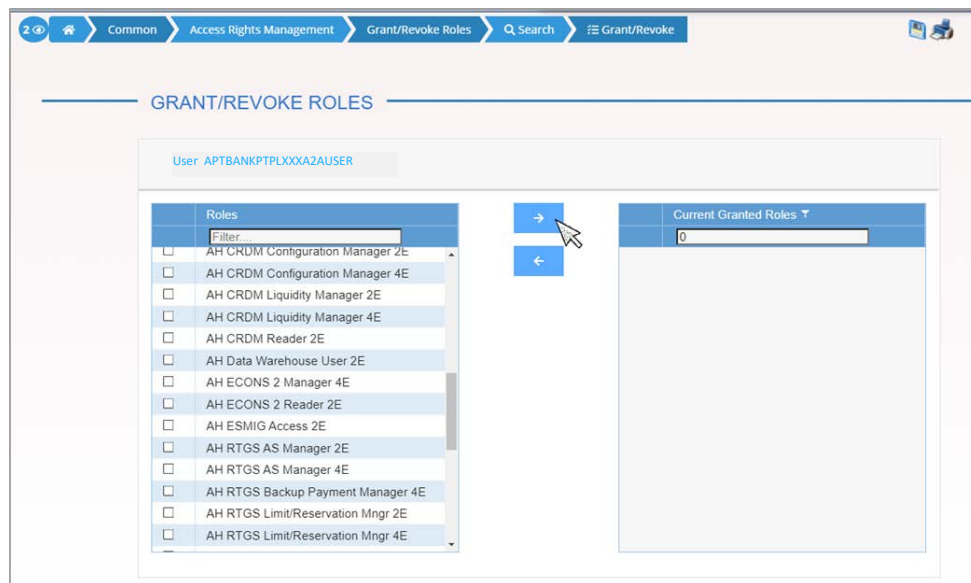 2 Common Access Rights Management Grant/Revoke Roles Search Grant/Revoke
GRANT/REVOKE ROLES
User APTBANKPTPLXXXA2AUSER
Roles
Filter....
AH CRDM Configuration Manager 2E
AH CRDM Configuration Manager 4E
AH CRDM Liquidity Manager 2E
AH CRDM Liquidity Manager 4E
AH CRDM Reader 2E
AH Data Warehouse User 2E
AH ECONS 2 Manager 4E
AH ECONS 2 Reader 2E
AH ESMIG Access 2E
AH RTGS AS Manager 2E
AH RTGS AS Manager 4E
AH RTGS Backup Payment Manager 4E
AH RTGS Limit/Reservation Mngr 2E
AH RTGS Limit/Reservation Mngr 4E
Current Granted Roles
0